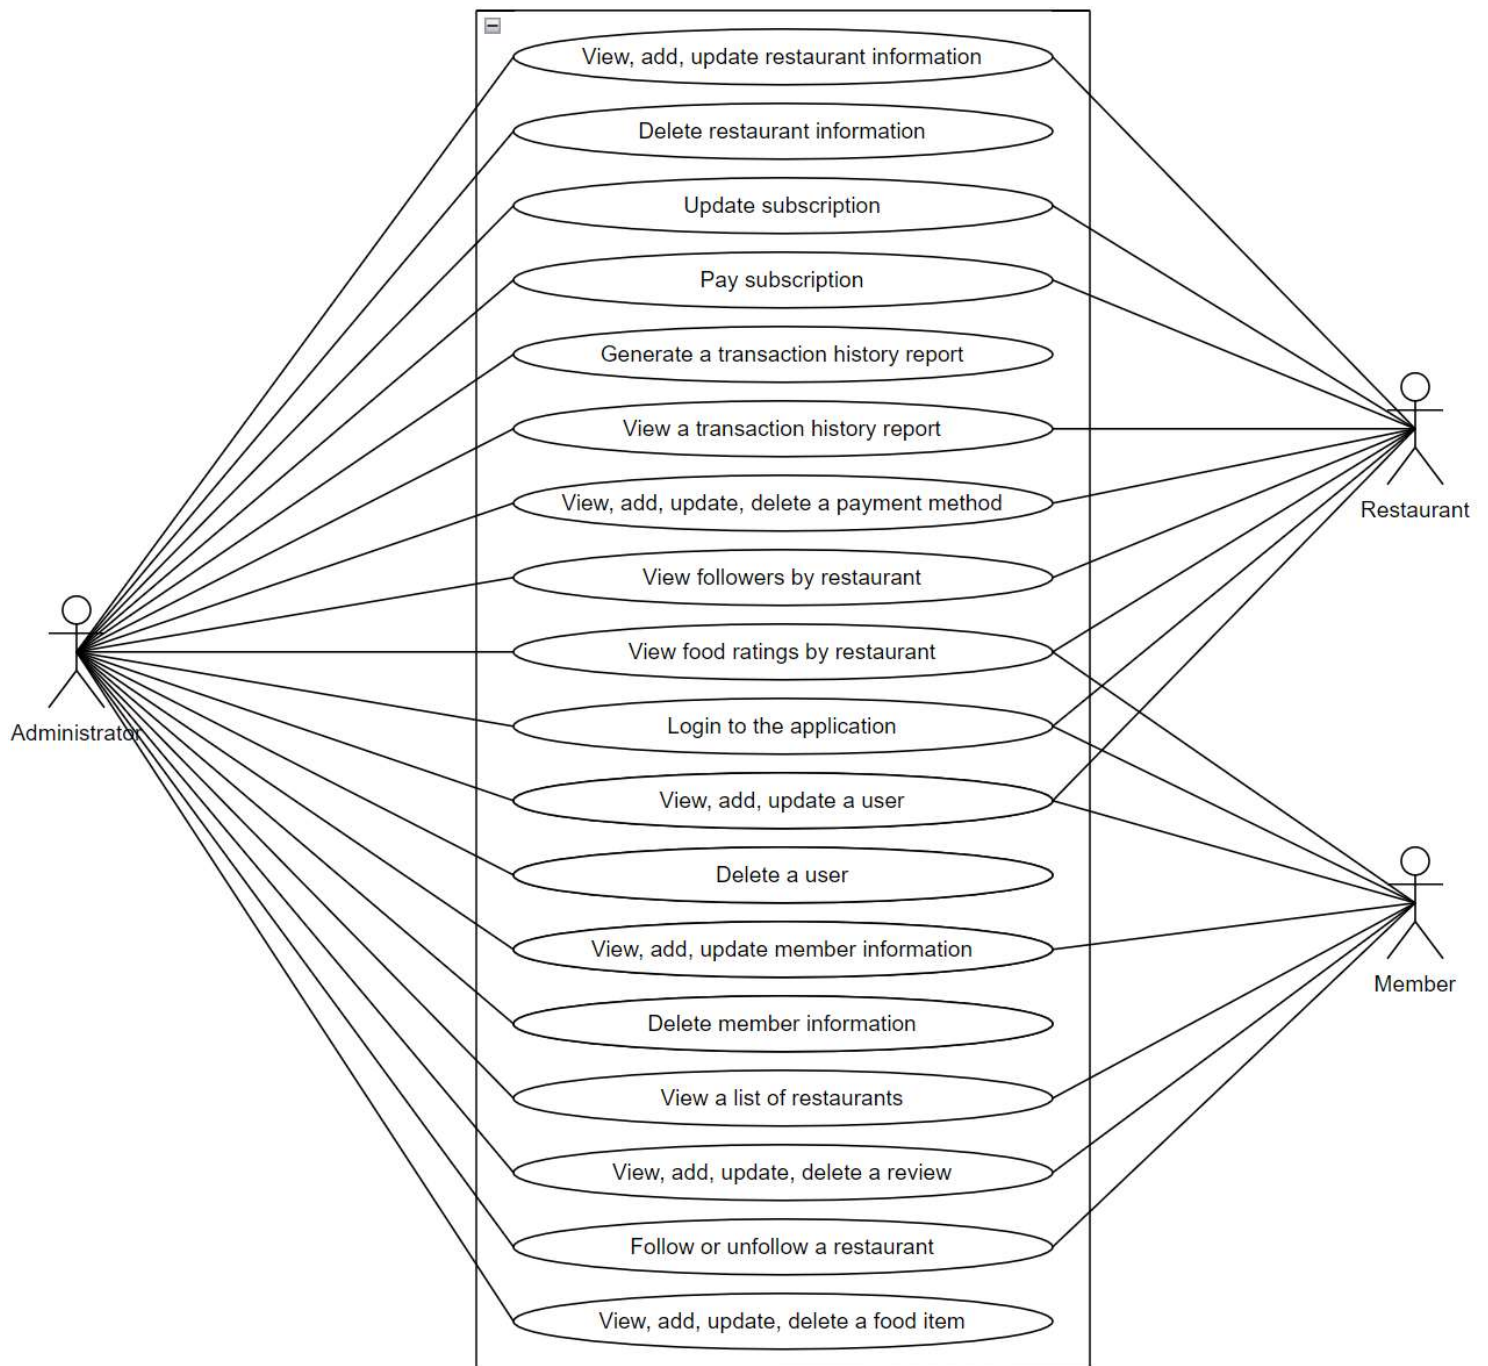 View, add, update restaurant information
Delete restaurant information
Update subscription
Pay subscription
Generate a transaction history report
View a transaction history report
View, add, update, delete a payment method
Restaurant
View followers by restaurant
View food ratings by restaurant
Login to the application
Administrator
View, add, update a user
Delete a user
View, add, update member information
Member
Delete member information
View a list of restaurants
View, add, update, delete a review
Follow or unfollow a restaurant
View, add, update, delete a food item